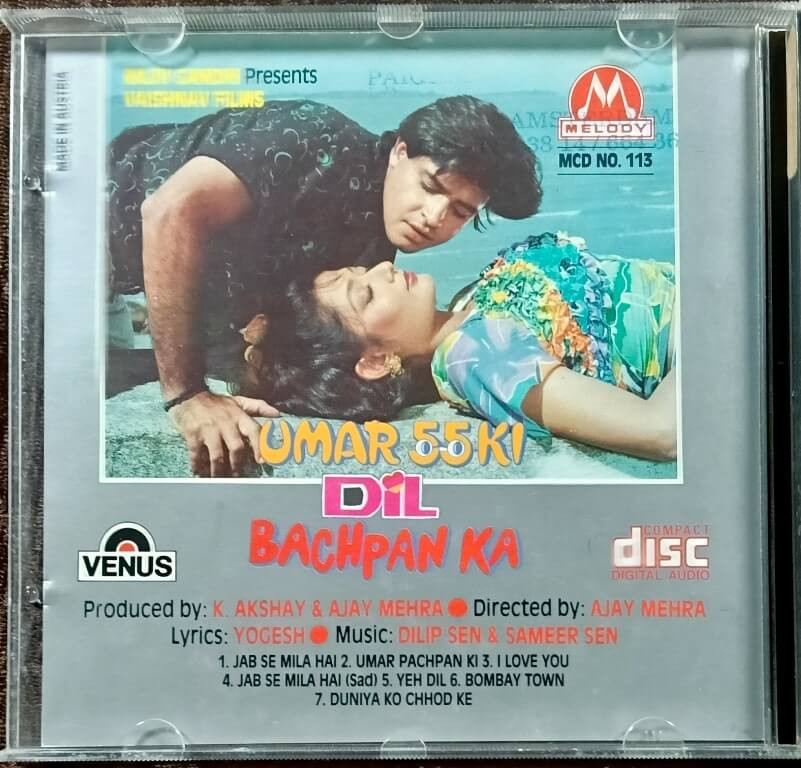 MADE IN AUSTRIA
Presents
VAISHNAV FILMS
MELODY
MCD NO. 113
UMAR 55 KI
DIL
BACHPAN KA
VENUS
COMPACT
disc
DIGITAL AUDIO
Produced by: K. AKSHAY & AJAY MEHRA ● Directed by: AJAY MEHRA
Lyrics: YOGESH ● Music: DILIP SEN & SAMEER SEN
1. JAB SE MILA HAI 2. UMAR PACHPAN KI 3. I LOVE YOU
4. JAB SE MILA HAI (Sad) 5. YEH DIL 6. BOMBAY TOWN
7. DUNIYA KO CHHOD KE